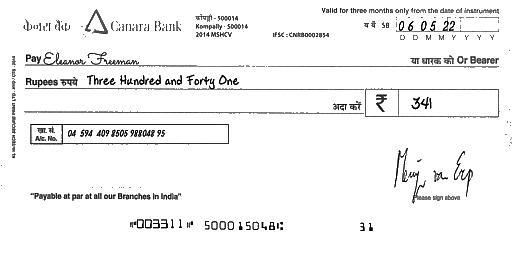 केनरा बैंक Canara Bank
कोंपल्ली - 500014
Kompally - 500014
2014 MSHCV
IFSC : CNRB0002854
Valid for three months only from the date of instrument
SB 06 05 22
D D M M Y Y Y Y
Pay Eleanor Freeman या धारक को Or Bearer
Rupees रुपये Three Hundred and Forty One
अदा करें ₹ 341
खा. सं.
A/c. No. 04 594 409 8505 988048 95
Please sign above
"Payable at par at all our Branches in India"
⑈003311⑈ 500015048⑆ 31